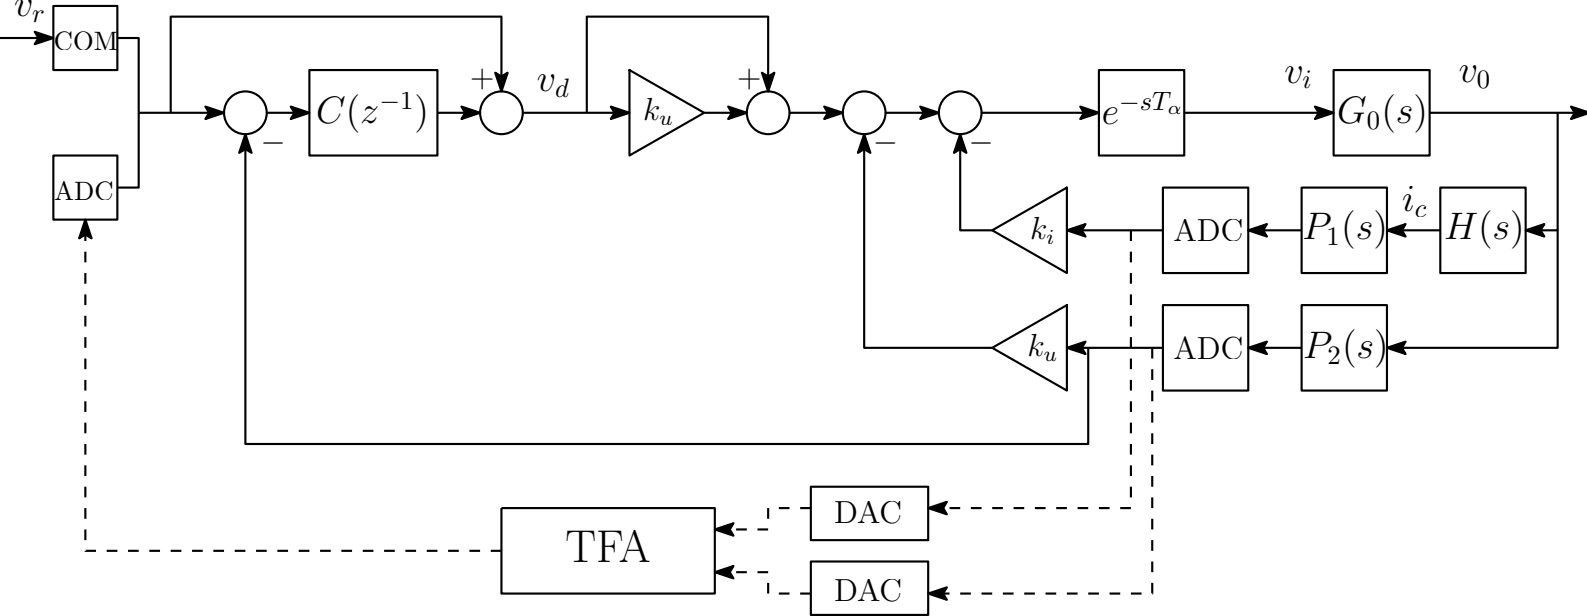 v_r
COM
ADC
−
C(z^{-1})
+
v_d
k_u
+
−
−
e^{-sT_α}
v_i
G_0(s)
v_0
k_i
ADC
P_1(s)
i_c
H(s)
k_u
ADC
P_2(s)
TFA
DAC
DAC